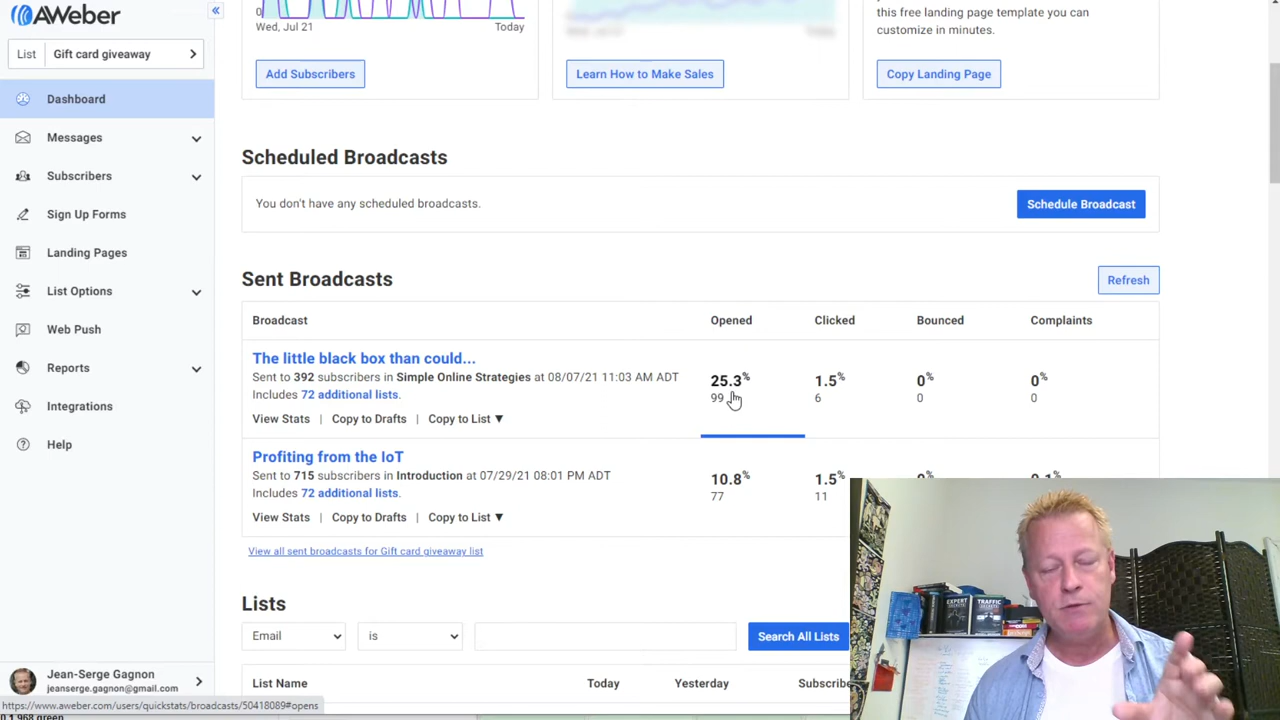 AWeber
«
List Gift card giveaway
Dashboard
Messages
Subscribers
Sign Up Forms
Landing Pages
List Options
Web Push
Reports
Integrations
Help
Jean-Serge Gagnon
jeanserge.gagnon@gmail.com
https://www.aweber.com/users/quickstats/broadcasts/50418089#opens
0
Wed, Jul 21 Today
Add Subscribers
Learn How to Make Sales
this free landing page template you can
customize in minutes.
Copy Landing Page
Scheduled Broadcasts
You don't have any scheduled broadcasts.
Schedule Broadcast
Sent Broadcasts
Refresh
Broadcast Opened Clicked Bounced Complaints
The little black box than could...
Sent to 392 subscribers in Simple Online Strategies at 08/07/21 11:03 AM ADT
Includes 72 additional lists.
View Stats | Copy to Drafts | Copy to List ▼
25.3% 1.5% 0% 0%
99 6 0 0
Profiting from the IoT
Sent to 715 subscribers in Introduction at 07/29/21 08:01 PM ADT
Includes 72 additional lists.
View Stats | Copy to Drafts | Copy to List ▼
10.8% 1.5%
77 11
View all sent broadcasts for Gift card giveaway list
Lists
Email is Search All Lists
List Name Today Yesterday Subscribe
EXPERT
SECRETS
TRAFFIC
SECRETS